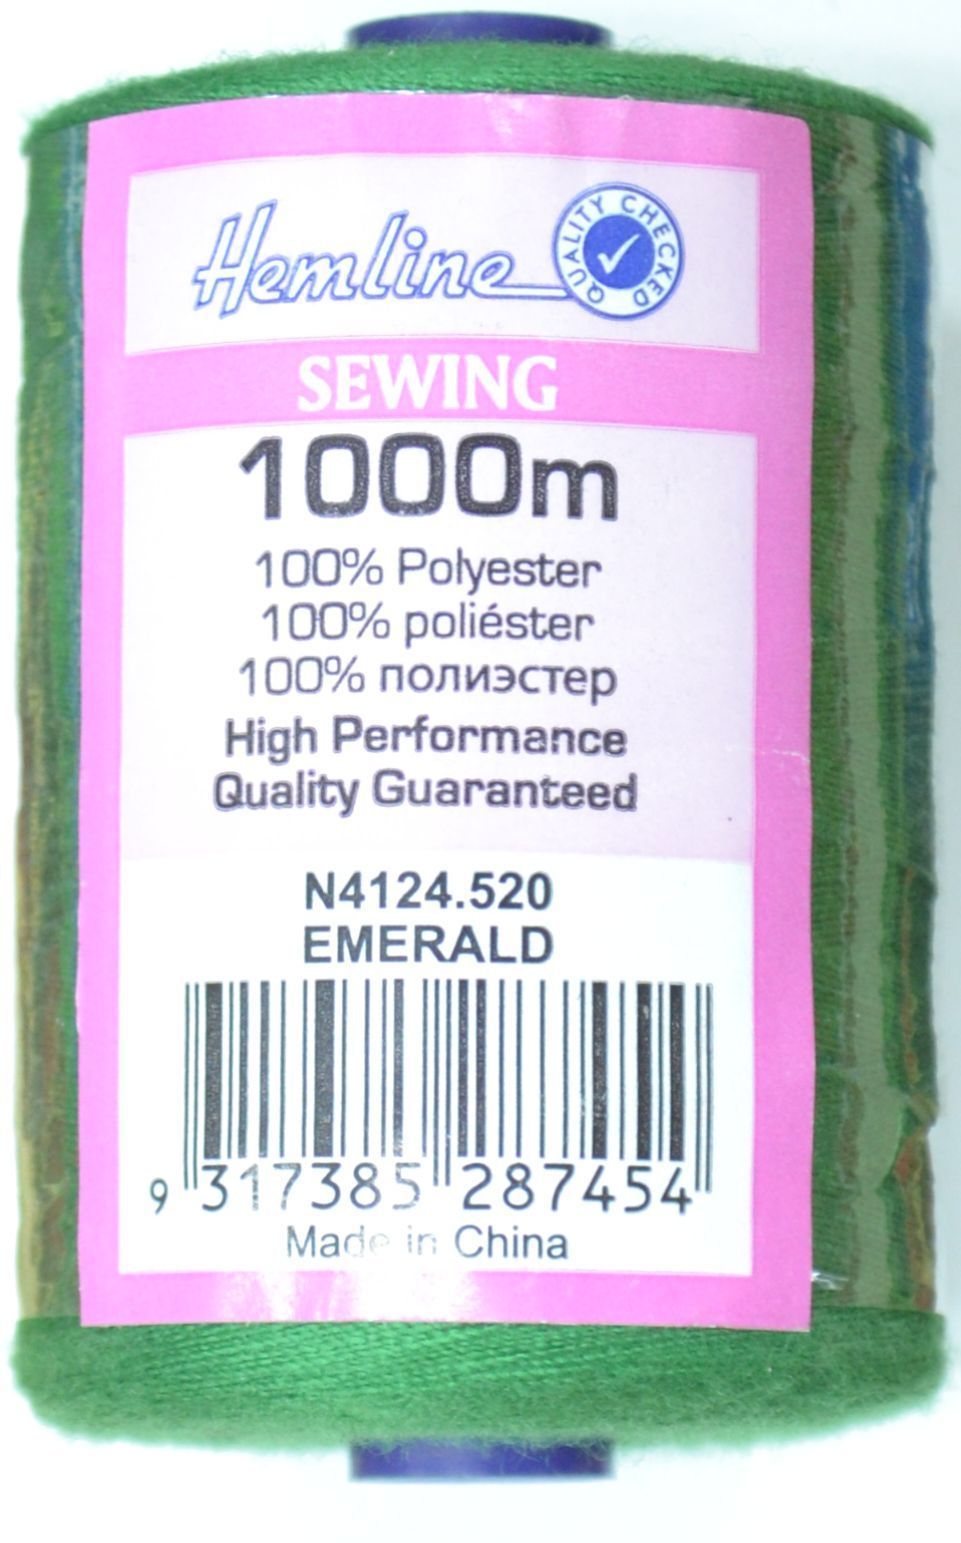 Hemline
QUALITY CHECKED
SEWING
1000m
100% Polyester
100% poliéster
100% полиэстер
High Performance
Quality Guaranteed
N4124.520
EMERALD
9 317385 287454
Made in China